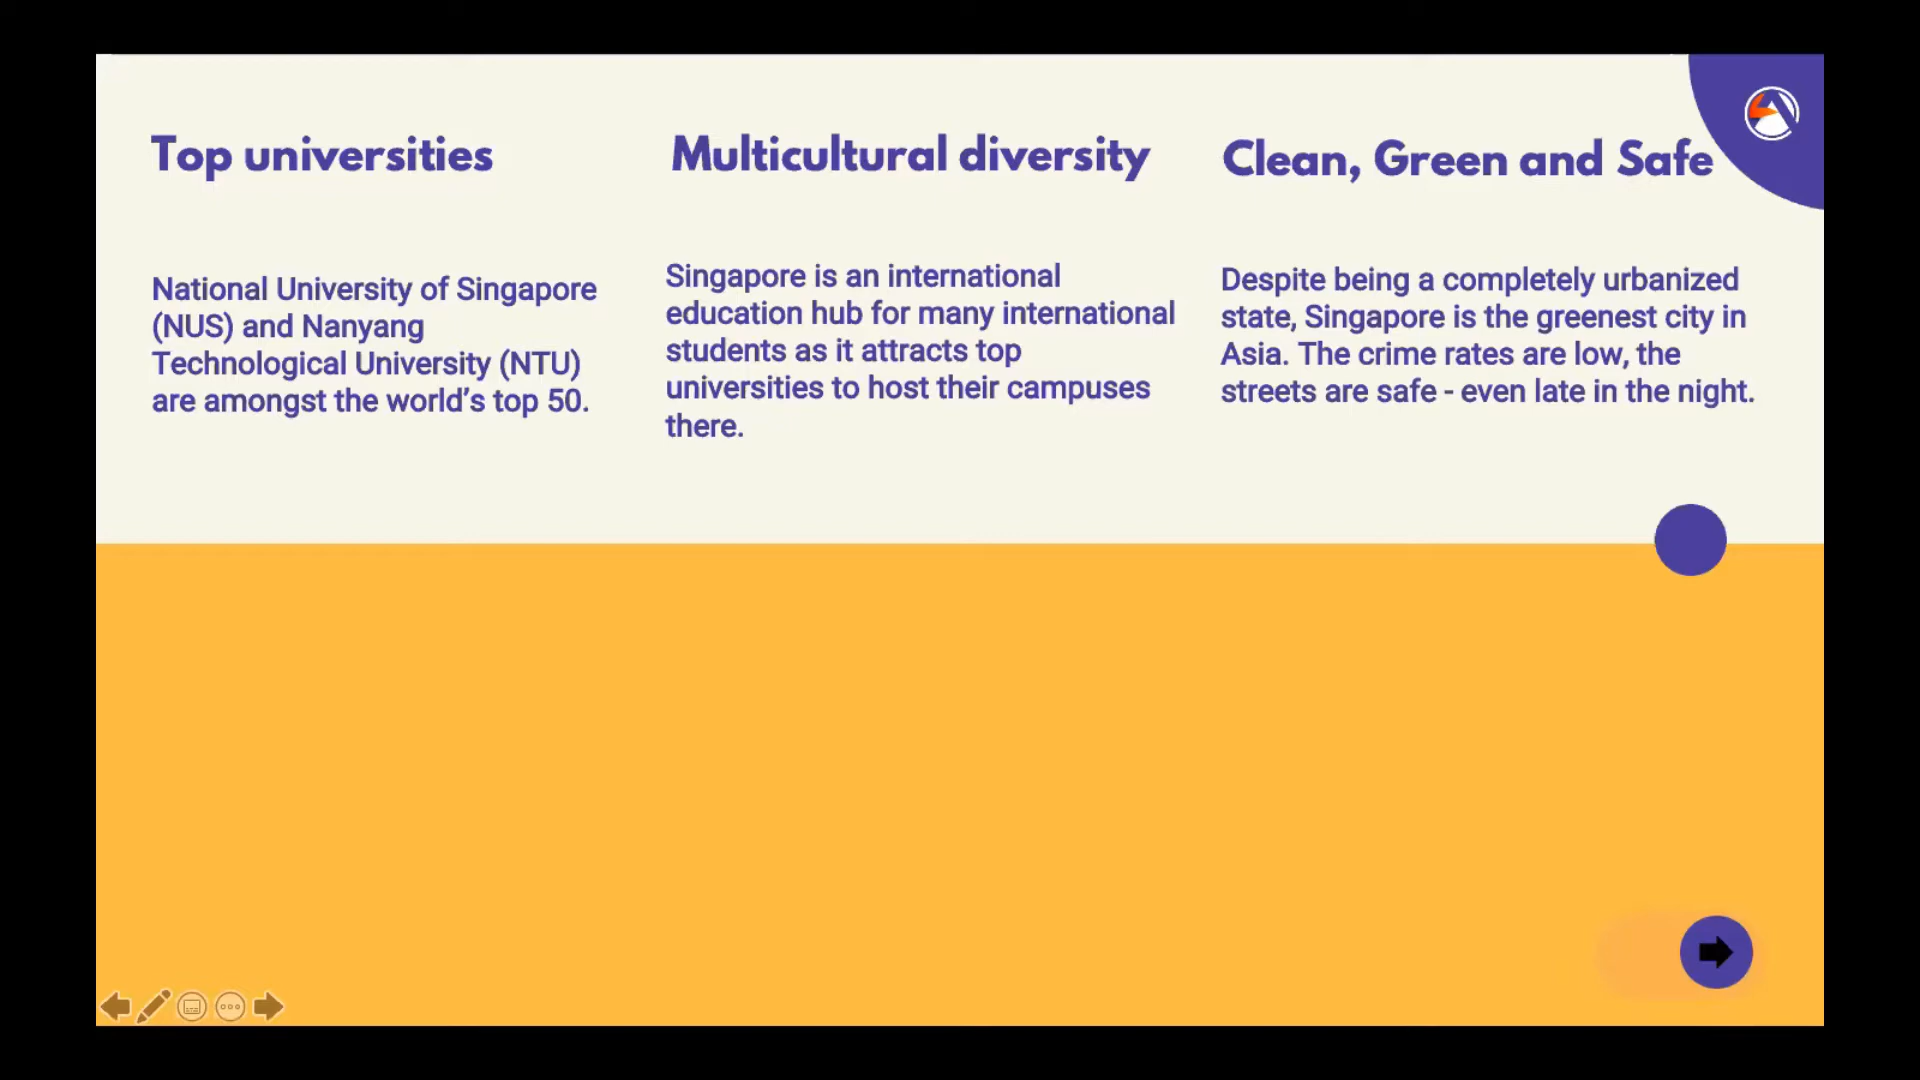 Top universities
National University of Singapore
(NUS) and Nanyang
Technological University (NTU)
are amongst the world’s top 50.
Multicultural diversity
Singapore is an international
education hub for many international
students as it attracts top
universities to host their campuses
there.
Clean, Green and Safe
Despite being a completely urbanized
state, Singapore is the greenest city in
Asia. The crime rates are low, the
streets are safe - even late in the night.